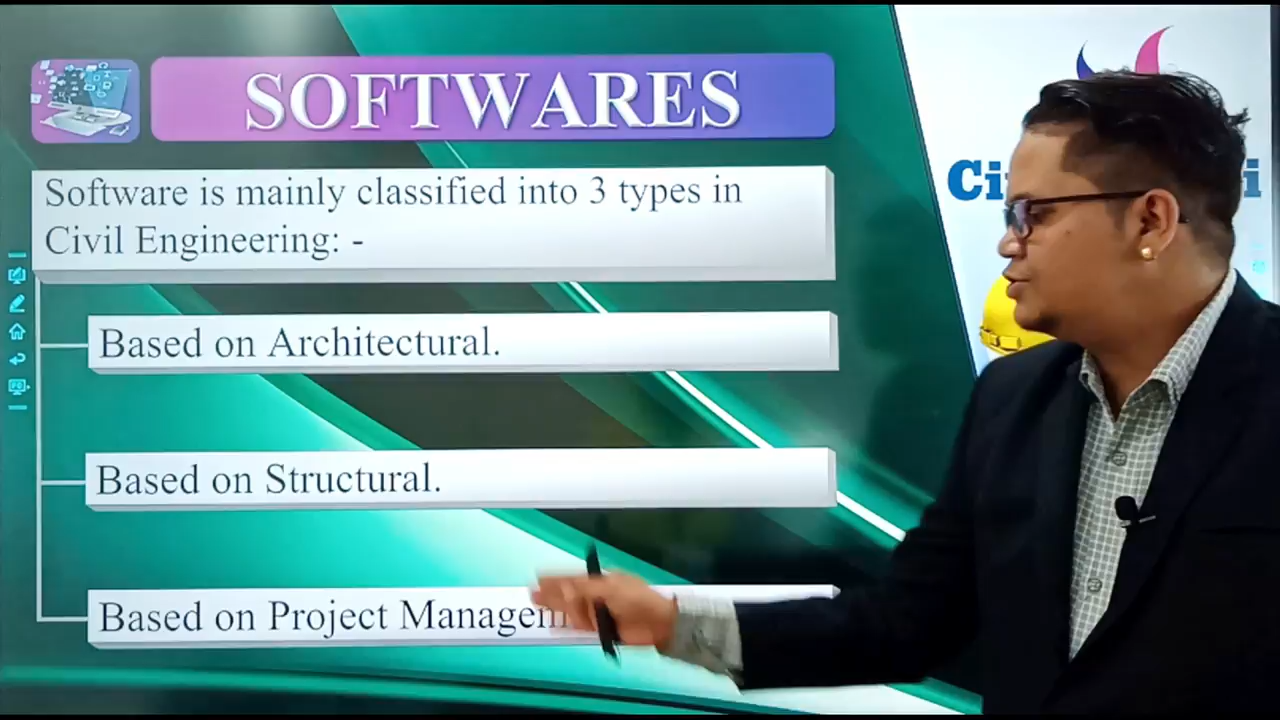 SOFTWARES
Software is mainly classified into 3 types in
Civil Engineering: -
Based on Architectural.
Based on Structural.
Based on Project